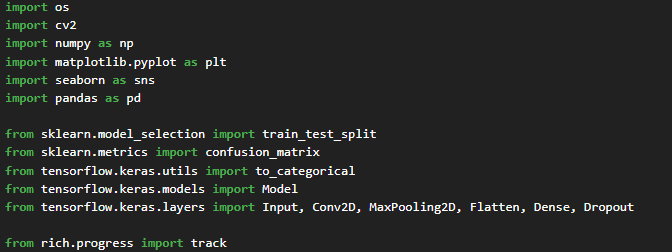 import os
import cv2
import numpy as np
import matplotlib.pyplot as plt
import seaborn as sns
import pandas as pd
from sklearn.model_selection import train_test_split
from sklearn.metrics import confusion_matrix
from tensorflow.keras.utils import to_categorical
from tensorflow.keras.models import Model
from tensorflow.keras.layers import Input, Conv2D, MaxPooling2D, Flatten, Dense, Dropout
from rich.progress import track